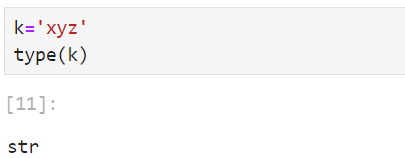 k='xyz'
type(k)
[11]:
str